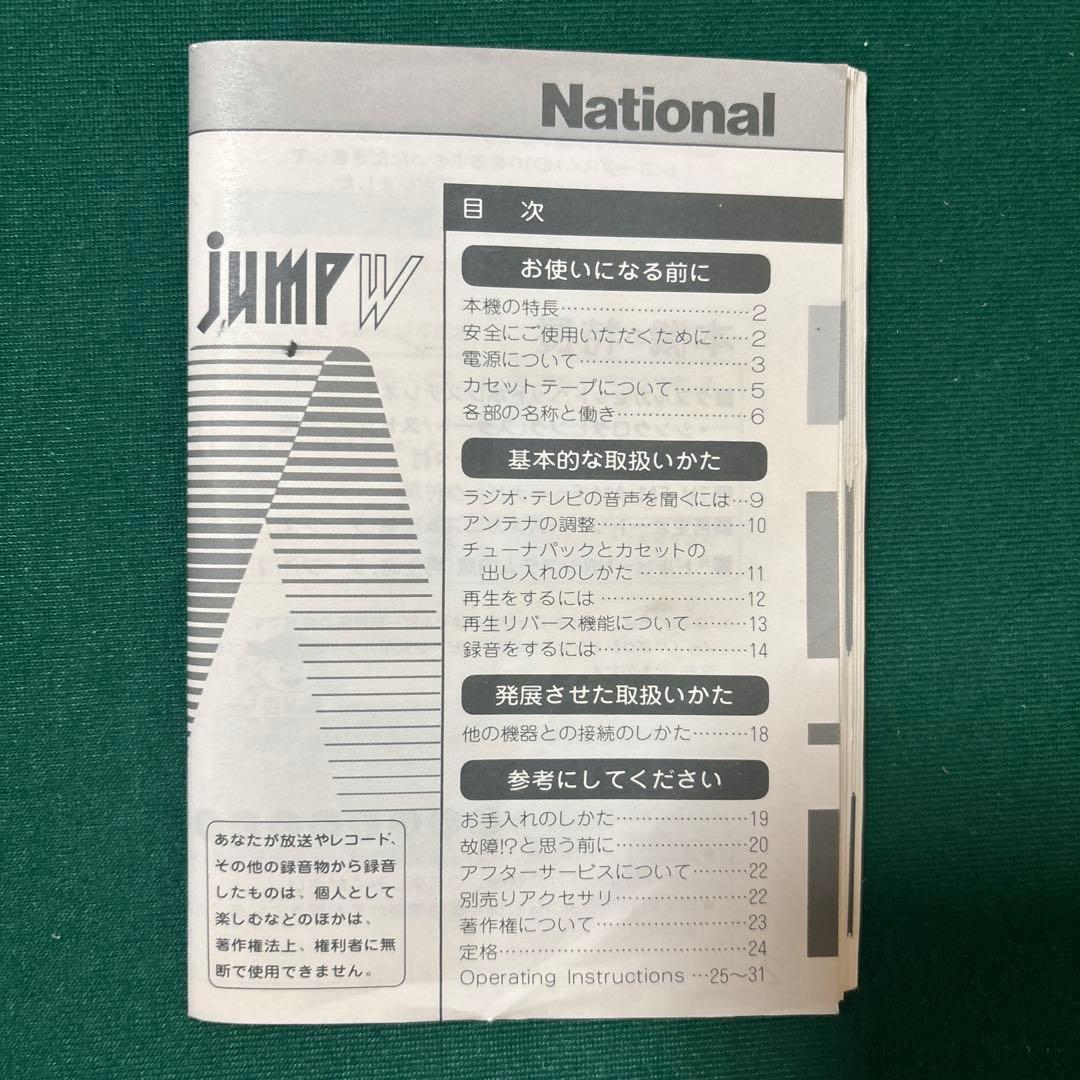 National
jump W
目 次
お使いになる前に
本機の特長……………………………2
安全にご使用いただくために……2
電源について…………………………3
カセットテープについて…………5
各部の名称と働き……………………6
基本的な取扱いかた
ラジオ・テレビの音声を聞くには…9
アンテナの調整………………………10
チューナパックとカセットの
出し入れのしかた………………11
再生をするには………………………12
再生リバース機能について………13
録音をするには………………………14
発展させた取扱いかた
他の機器との接続のしかた………18
参考にしてください
お手入れのしかた……………………19
故障!?と思う前に……………………20
アフターサービスについて………22
別売りアクセサリ……………………22
著作権について………………………23
定格……………………………………24
Operating Instructions …25〜31
あなたが放送やレコード、
その他の録音物から録音
したものは、個人として
楽しむなどのほかは、
著作権法上、権利者に無
断で使用できません。